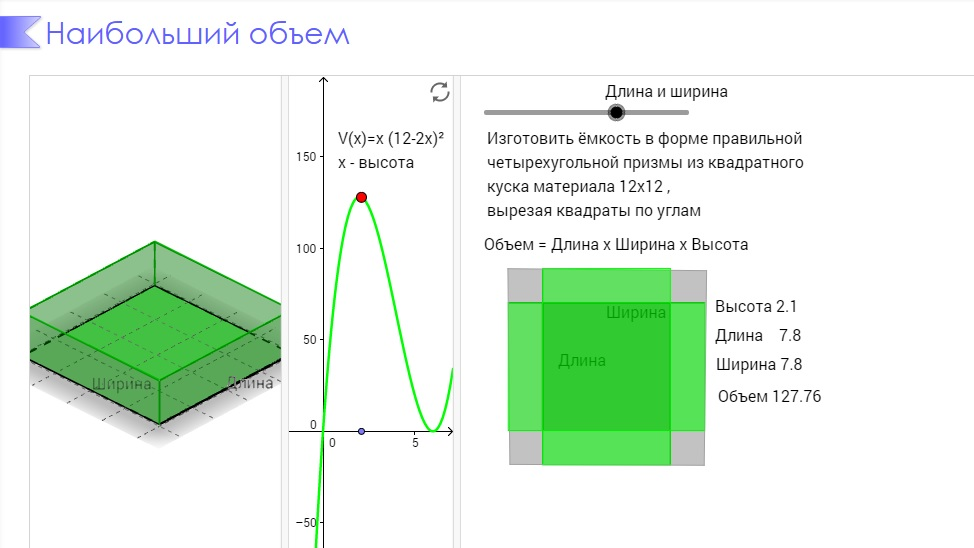 Наибольший объем
Ширина
Длина
V(x)=x (12-2x)²
x - высота
150
100
50
0
0
5
−50
Длина и ширина
Изготовить ёмкость в форме правильной
четырехугольной призмы из квадратного
куска материала 12x12 ,
вырезая квадраты по углам
Объем = Длина x Ширина x Высота
Ширина
Длина
Высота 2.1
Длина 7.8
Ширина 7.8
Объем 127.76